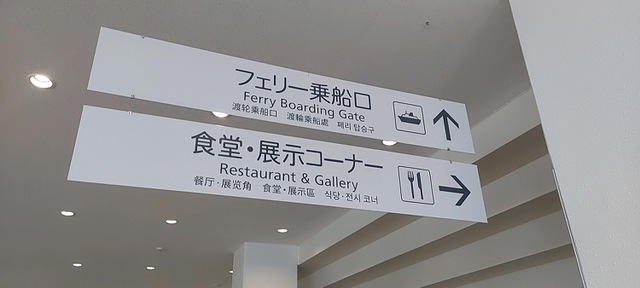 フェリー乗船口
Ferry Boarding Gate
渡轮乘船口 渡輪乘船處 페리 탑승구
食堂・展示コーナー
Restaurant & Gallery
餐厅・展览角 食堂・展示區 식당・전시 코너